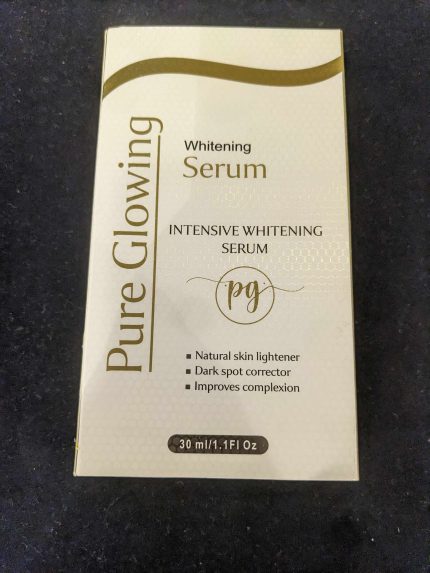 Pure Glowing
Whitening
Serum
INTENSIVE WHITENING
SERUM
pg
▪ Natural skin lightener
▪ Dark spot corrector
▪ Improves complexion
30 ml/1.1Fl Oz